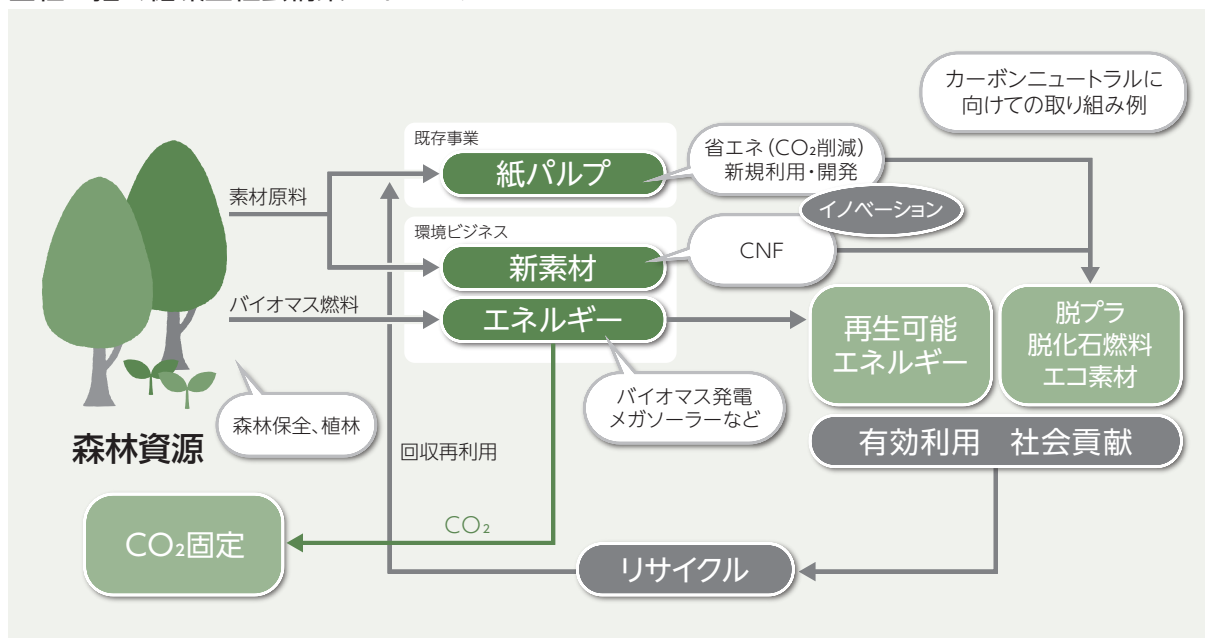 カーボンニュートラルに
向けての取り組み例
既存事業
紙パルプ
省エネ（CO₂削減）
新規利用・開発
イノベーション
素材原料
環境ビジネス
新素材
CNF
バイオマス燃料
エネルギー
再生可能
エネルギー
脱プラ
脱化石燃料
エコ素材
バイオマス発電
メガソーラーなど
森林保全、植林
森林資源
回収再利用
有効利用　社会貢献
CO₂
CO₂固定
リサイクル